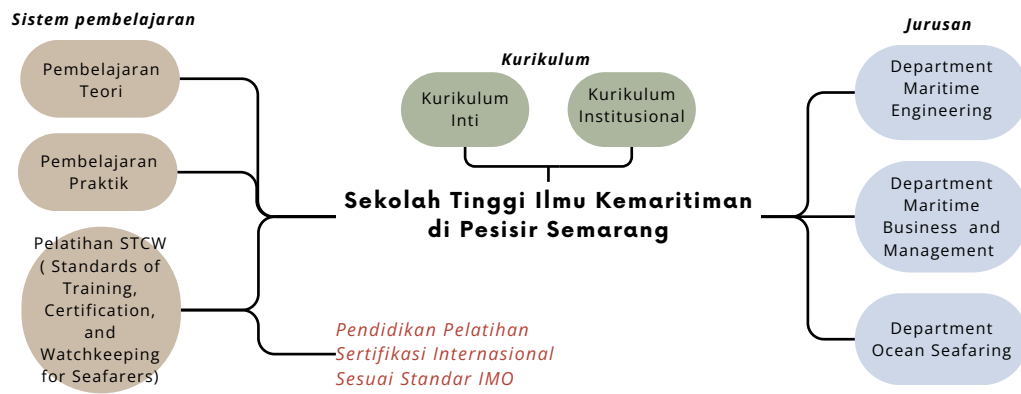 Sistem pembelajaran
Pembelajaran
Teori
Pembelajaran
Praktik
Pelatihan STCW
( Standards of
Training,
Certification,
and
Watchkeeping
for Seafarers)
Kurikulum
Kurikulum
Inti
Kurikulum
Institusional
Sekolah Tinggi Ilmu Kemaritiman
di Pesisir Semarang
Pendidikan Pelatihan
Sertifikasi Internasional
Sesuai Standar IMO
Jurusan
Department
Maritime
Engineering
Department
Maritime
Business and
Management
Department
Ocean Seafaring